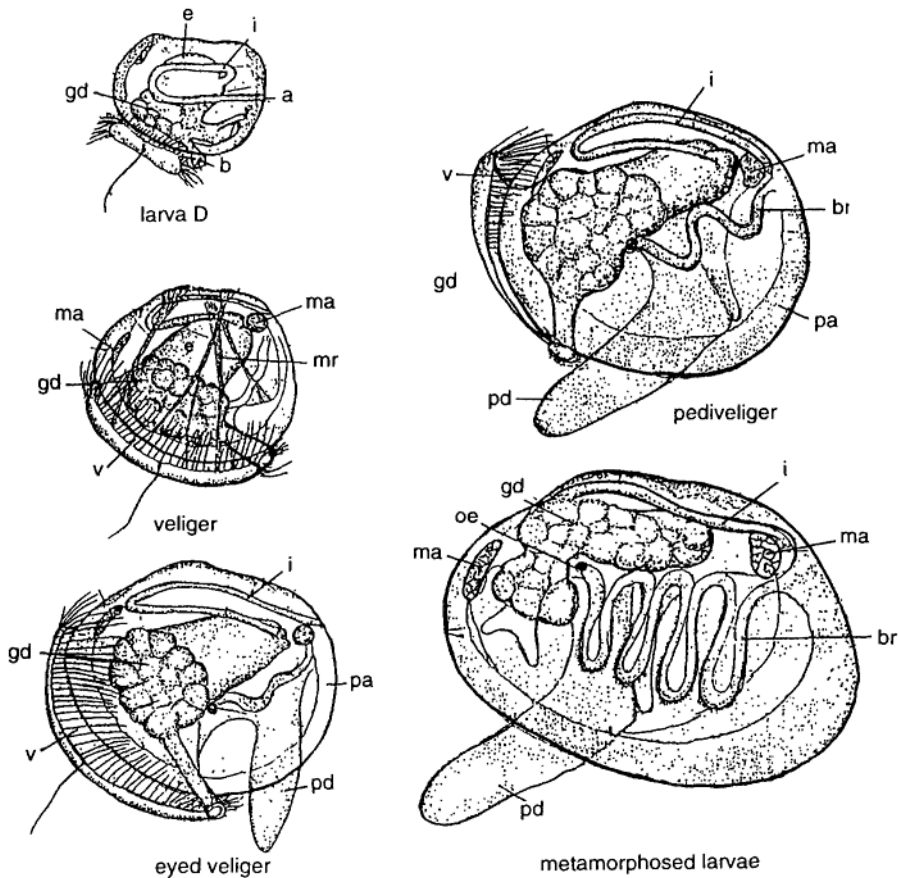 e
i
gd
a
b
larva D
ma
ma
gd
e
mr
v
veliger
i
gd
pa
v
pd
eyed veliger
i
ma
v
br
gd
pa
pd
pediveliger
gd
i
oe
ma
ma
br
pd
metamorphosed larvae